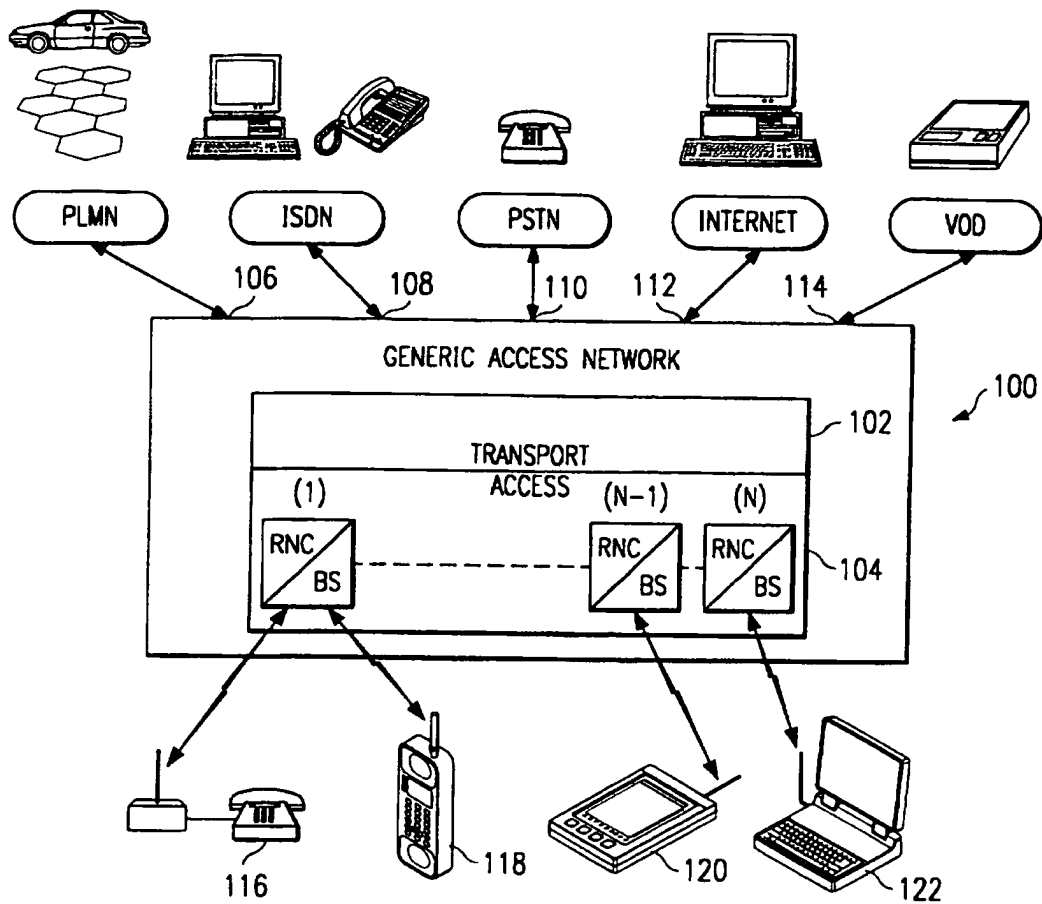 PLMN
ISDN
PSTN
INTERNET
VOD
106
108
110
112
114
GENERIC ACCESS NETWORK
100
102
TRANSPORT
ACCESS
(1)
(N-1)
(N)
RNC
BS
RNC
BS
RNC
BS
104
116
118
120
122